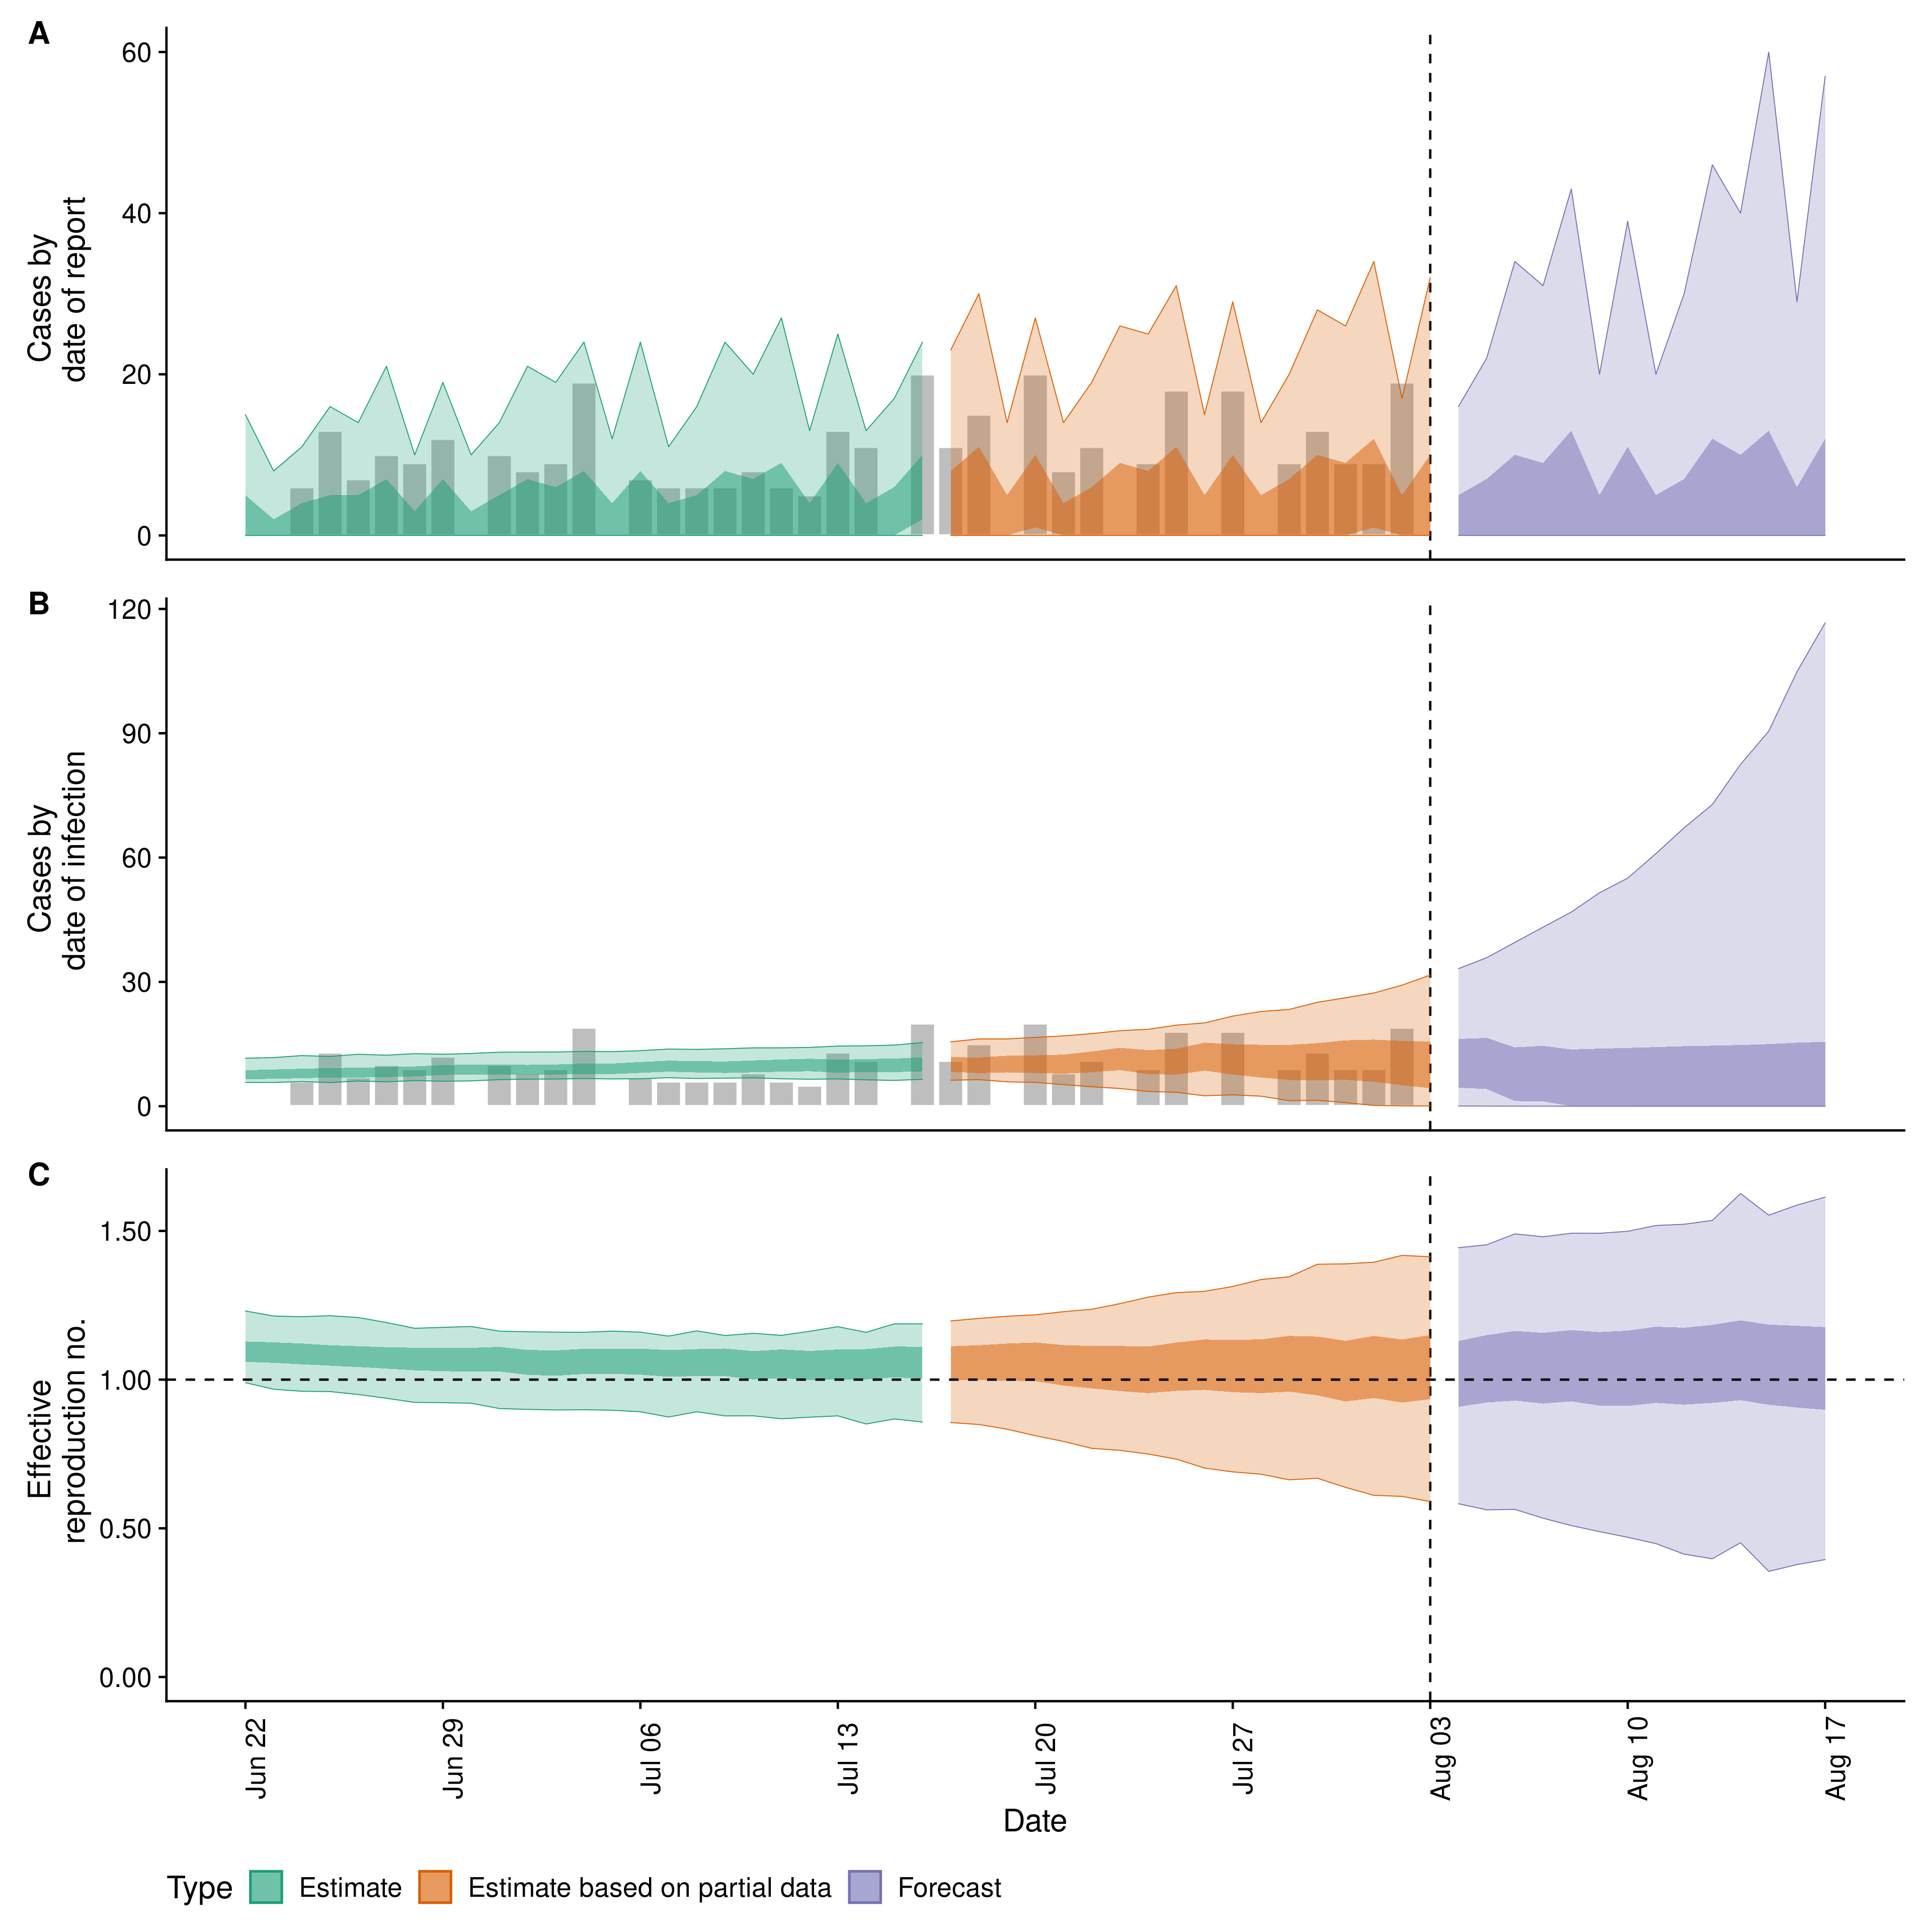 A
60
40
20
0
Cases by
date of report
B
120
90
60
30
0
Cases by
date of infection
C
1.50
1.00
0.50
0.00
Effective
reproduction no.
Jun 22
Jun 29
Jul 06
Jul 13
Jul 20
Jul 27
Aug 03
Aug 10
Aug 17
Date
Type Estimate Estimate based on partial data Forecast